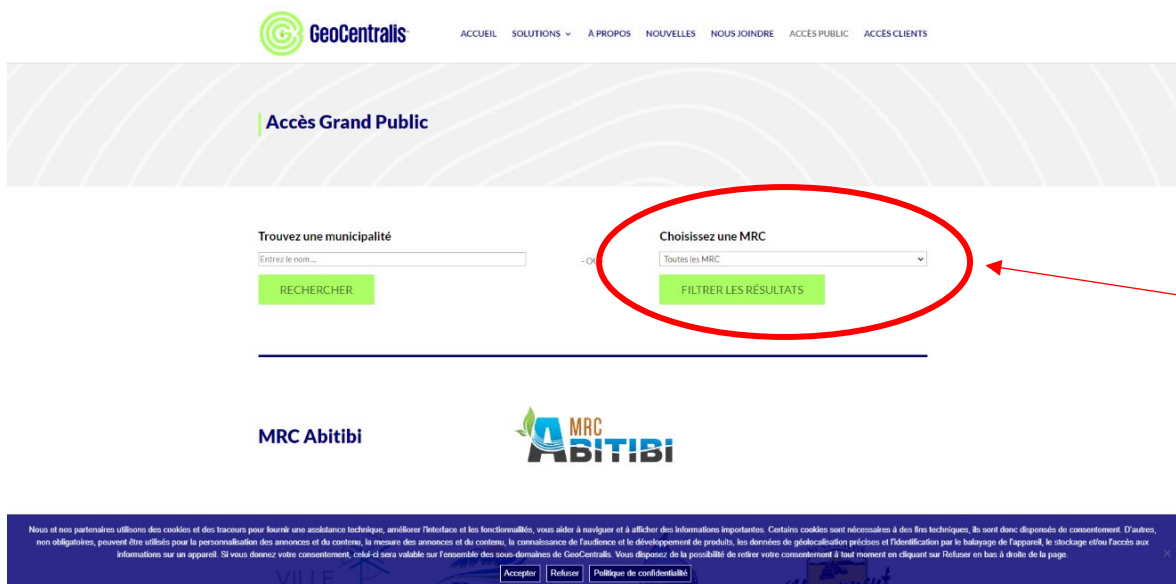 GeoCentralis
ACCUEIL SOLUTIONS À PROPOS NOUVELLES NOUS JOINDRE ACCÈS PUBLIC ACCÈS CLIENTS
Accès Grand Public
Trouvez une municipalité
Entrez le nom ...
RECHERCHER
- OU -
Choisissez une MRC
Toutes les MRC
FILTRER LES RÉSULTATS
MRC Abitibi
MRC
ABITIBI
Nous et nos partenaires utilisons des cookies et des traceurs pour fournir une assistance technique, améliorer l'interface et les fonctionnalités, vous aider à naviguer et à afficher des informations importantes. Certains cookies sont nécessaires à des fins techniques, ils sont donc dispensés de consentement. D'autres,
non obligatoires, peuvent être utilisés pour la personnalisation des annonces et du contenu, la mesure des annonces et du contenu, la connaissance de l'audience et le développement de produits, les données de géolocalisation précises et l'identification par le balayage de l'appareil, le stockage et/ou l'accès aux
informations sur un appareil. Si vous donnez votre consentement, celui-ci sera valable sur l'ensemble des sous-domaines de GeoCentralis. Vous disposez de la possibilité de retirer votre consentement à tout moment en cliquant sur Refuser en bas à droite de la page.
Accepter Refuser Politique de confidentialité
VILLE